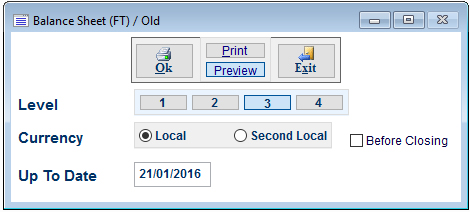 Balance Sheet (FT) / Old
Ok
Print
Preview
Exit
Level 1 2 3 4
Currency Local Second Local Before Closing
Up To Date 21/01/2016